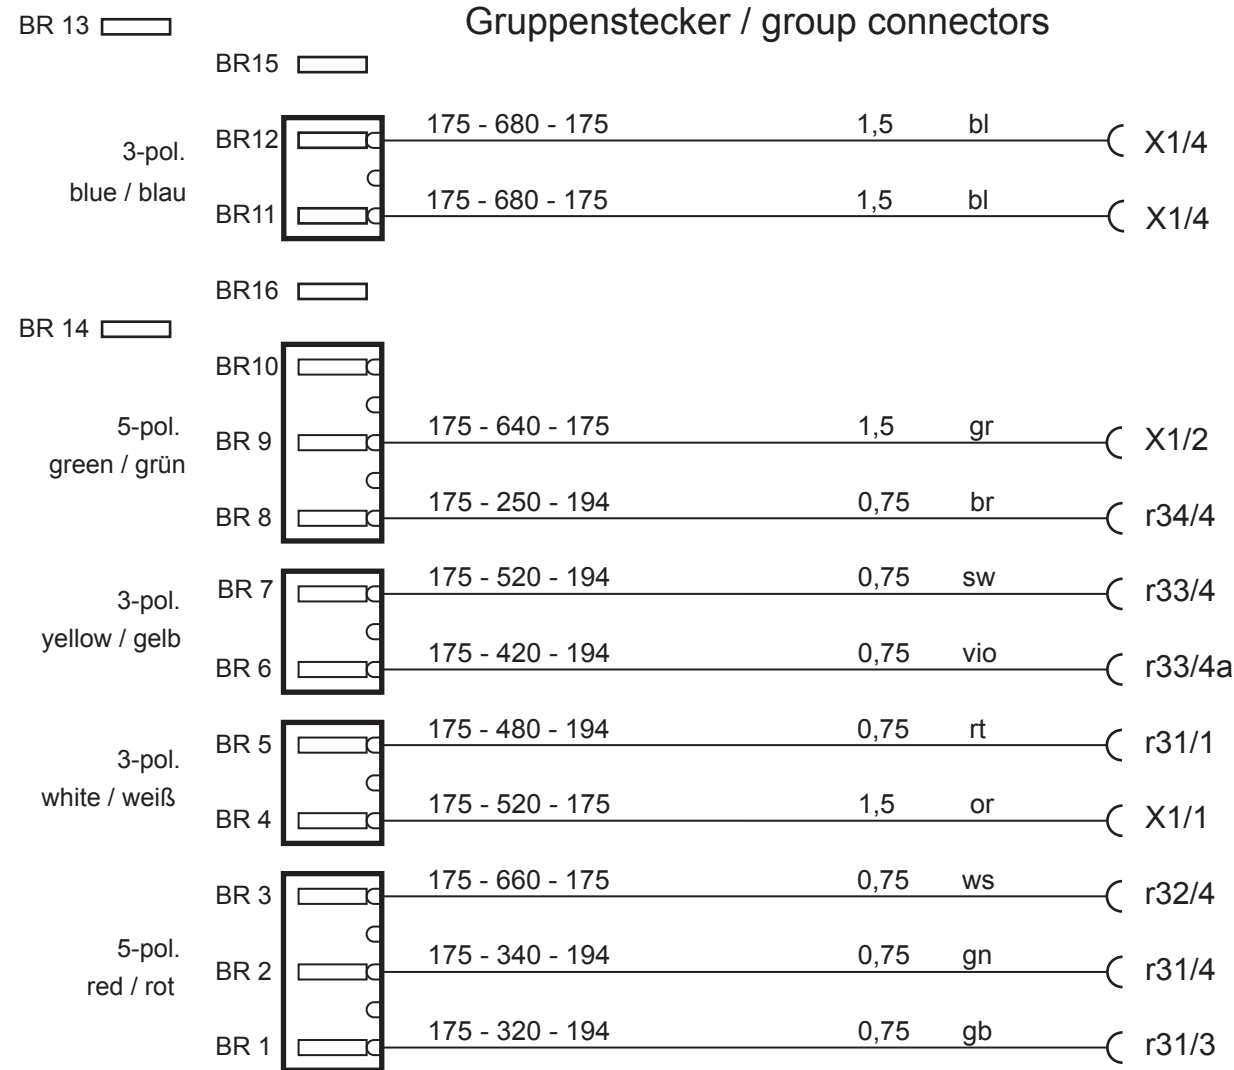 Gruppenstecker / group connectors
BR 13
BR15
3-pol.
blue / blau
BR12 175 - 680 - 175 1,5 bl X1/4
BR11 175 - 680 - 175 1,5 bl X1/4
BR16
BR 14
BR10
5-pol.
green / grün
BR 9 175 - 640 - 175 1,5 gr X1/2
BR 8 175 - 250 - 194 0,75 br r34/4
3-pol.
yellow / gelb
BR 7 175 - 520 - 194 0,75 sw r33/4
BR 6 175 - 420 - 194 0,75 vio r33/4a
3-pol.
white / weiß
BR 5 175 - 480 - 194 0,75 rt r31/1
BR 4 175 - 520 - 175 1,5 or X1/1
5-pol.
red / rot
BR 3 175 - 660 - 175 0,75 ws r32/4
BR 2 175 - 340 - 194 0,75 gn r31/4
BR 1 175 - 320 - 194 0,75 gb r31/3